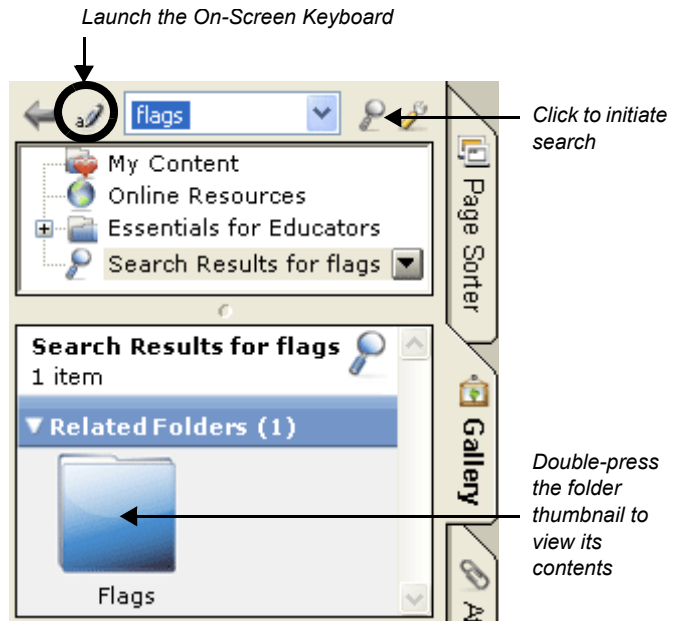 Launch the On-Screen Keyboard
flags
Click to initiate
search
My Content
Online Resources
Essentials for Educators
Search Results for flags
Page Sorter
Search Results for flags
1 item
Related Folders (1)
Gallery
Double-press
the folder
thumbnail to
view its
contents
Flags